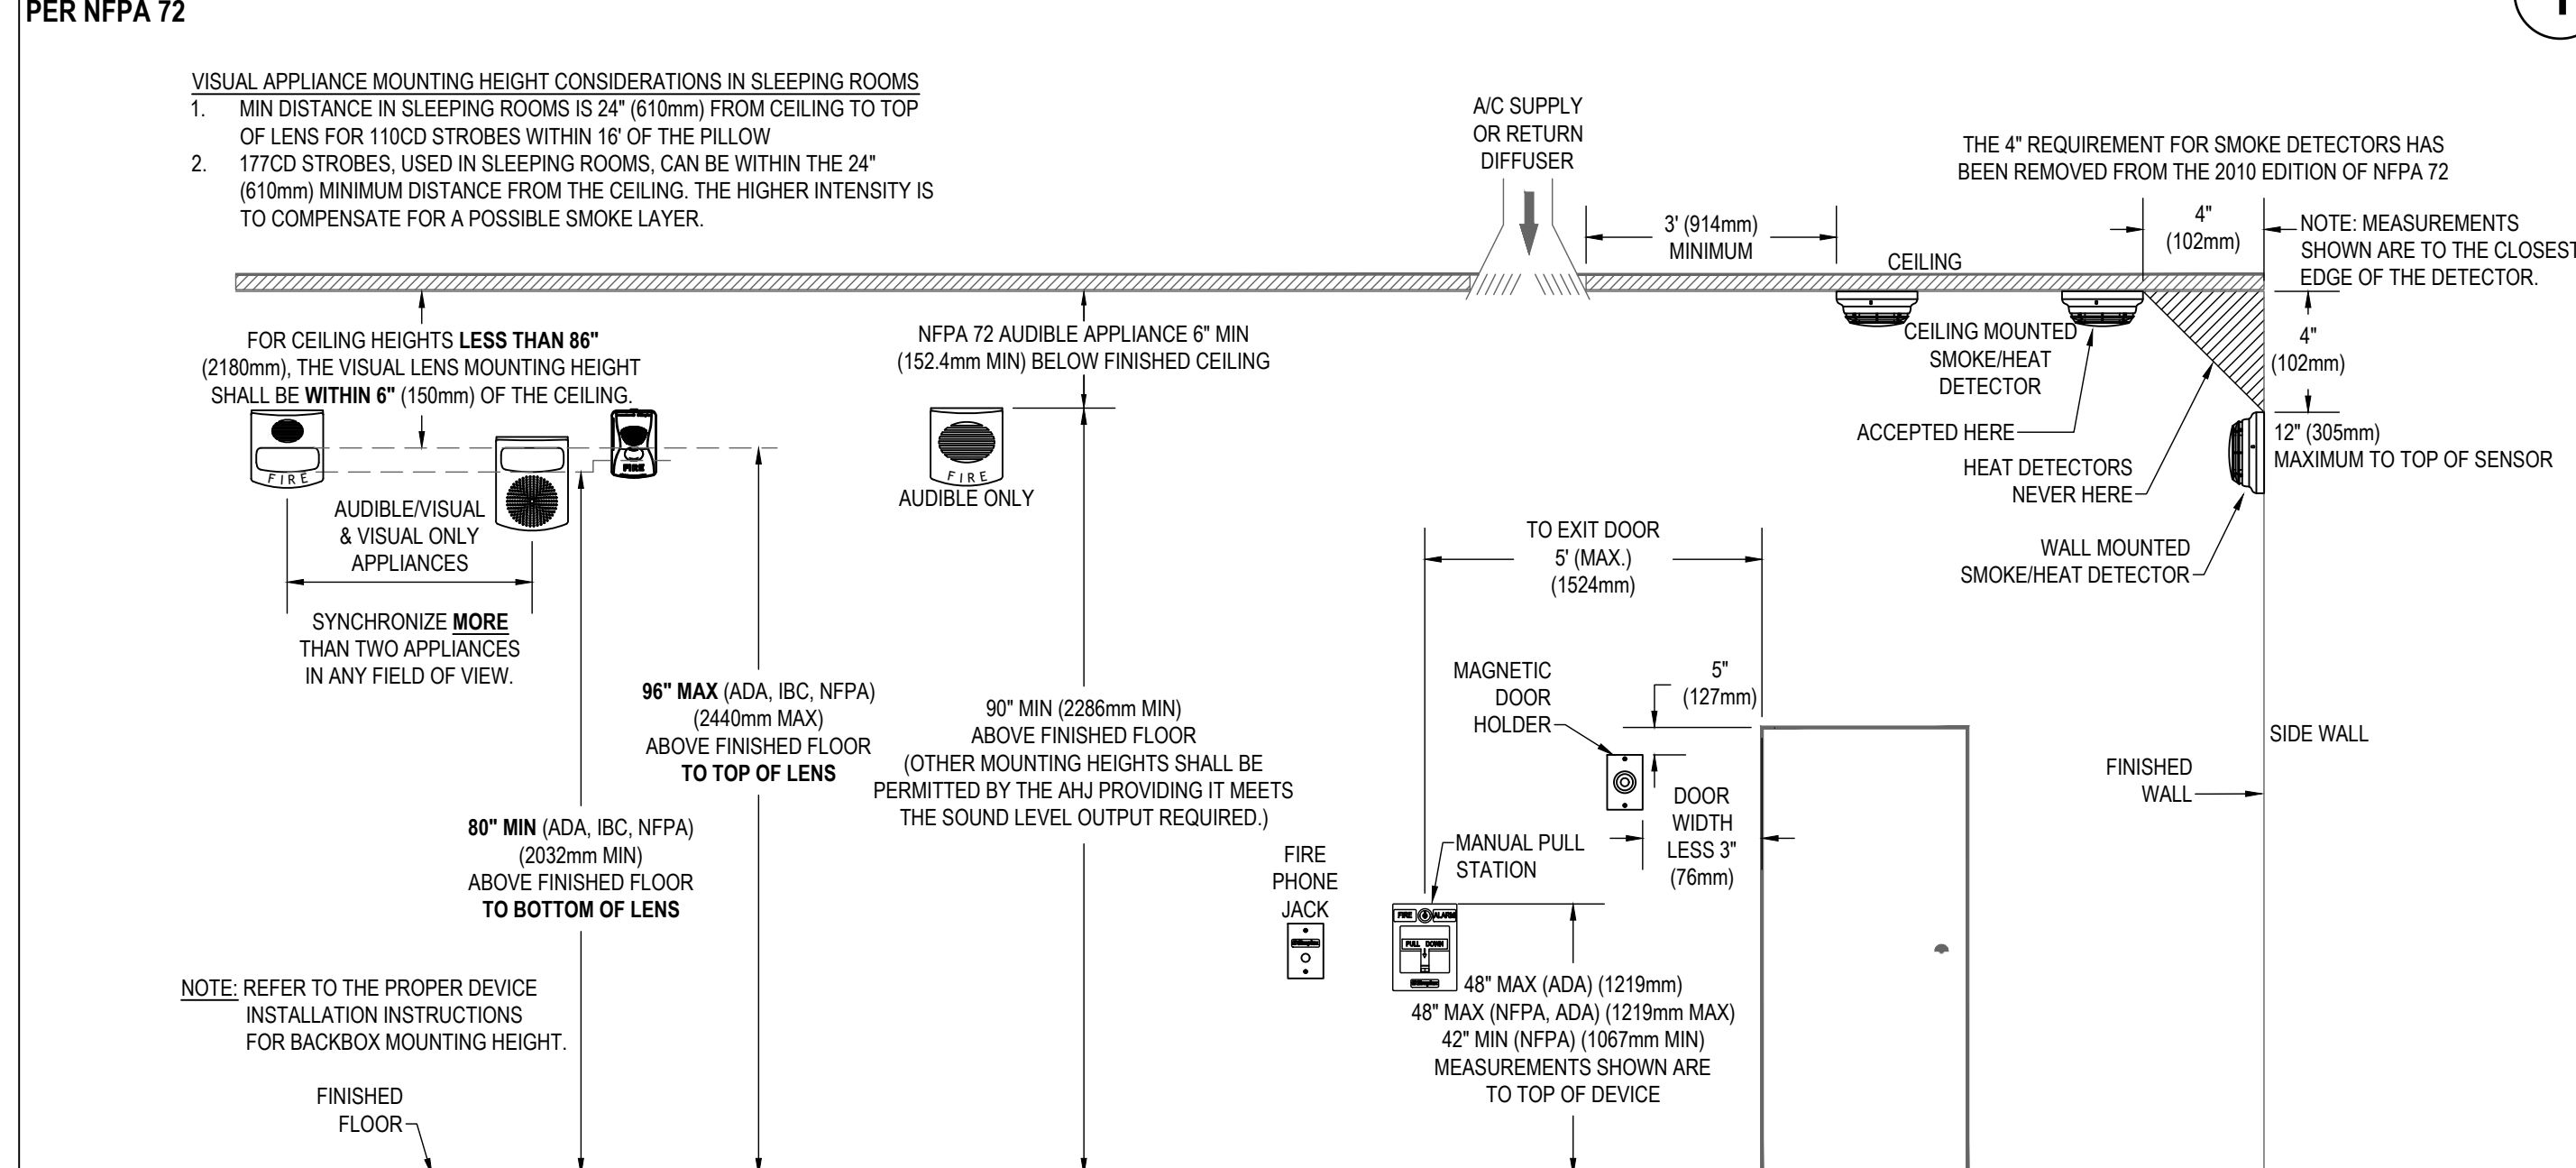 PER NFPA 72
VISUAL APPLIANCE MOUNTING HEIGHT CONSIDERATIONS IN SLEEPING ROOMS
1. MIN DISTANCE IN SLEEPING ROOMS IS 24" (610mm) FROM CEILING TO TOP
OF LENS FOR 110CD STROBES WITHIN 16' OF THE PILLOW
2. 177CD STROBES, USED IN SLEEPING ROOMS, CAN BE WITHIN THE 24"
(610mm) MINIMUM DISTANCE FROM THE CEILING. THE HIGHER INTENSITY IS
TO COMPENSATE FOR A POSSIBLE SMOKE LAYER.
A/C SUPPLY
OR RETURN
DIFFUSER
THE 4" REQUIREMENT FOR SMOKE DETECTORS HAS
BEEN REMOVED FROM THE 2010 EDITION OF NFPA 72
3' (914mm)
MINIMUM
CEILING
4"
(102mm)
NOTE: MEASUREMENTS
SHOWN ARE TO THE CLOSEST
EDGE OF THE DETECTOR.
FOR CEILING HEIGHTS LESS THAN 86"
(2180mm), THE VISUAL LENS MOUNTING HEIGHT
SHALL BE WITHIN 6" (150mm) OF THE CEILING.
NFPA 72 AUDIBLE APPLIANCE 6" MIN
(152.4mm MIN) BELOW FINISHED CEILING
CEILING MOUNTED
SMOKE/HEAT
DETECTOR
4"
(102mm)
ACCEPTED HERE
HEAT DETECTORS
NEVER HERE
12" (305mm)
MAXIMUM TO TOP OF SENSOR
WALL MOUNTED
SMOKE/HEAT DETECTOR
FIRE
FIRE
FIRE
AUDIBLE ONLY
AUDIBLE/VISUAL
& VISUAL ONLY
APPLIANCES
SYNCHRONIZE MORE
THAN TWO APPLIANCES
IN ANY FIELD OF VIEW.
TO EXIT DOOR
5' (MAX.)
(1524mm)
96" MAX (ADA, IBC, NFPA)
(2440mm MAX)
ABOVE FINISHED FLOOR
TO TOP OF LENS
90" MIN (2286mm MIN)
ABOVE FINISHED FLOOR
(OTHER MOUNTING HEIGHTS SHALL BE
PERMITTED BY THE AHJ PROVIDING IT MEETS
THE SOUND LEVEL OUTPUT REQUIRED.)
MAGNETIC
DOOR
HOLDER
5"
(127mm)
DOOR
WIDTH
LESS 3"
(76mm)
SIDE WALL
FINISHED
WALL
80" MIN (ADA, IBC, NFPA)
(2032mm MIN)
ABOVE FINISHED FLOOR
TO BOTTOM OF LENS
FIRE
PHONE
JACK
MANUAL PULL
STATION
FIRE ALARM
PULL DOWN
48" MAX (ADA) (1219mm)
48" MAX (NFPA, ADA) (1219mm MAX)
42" MIN (NFPA) (1067mm MIN)
MEASUREMENTS SHOWN ARE
TO TOP OF DEVICE
NOTE: REFER TO THE PROPER DEVICE
INSTALLATION INSTRUCTIONS
FOR BACKBOX MOUNTING HEIGHT.
FINISHED
FLOOR